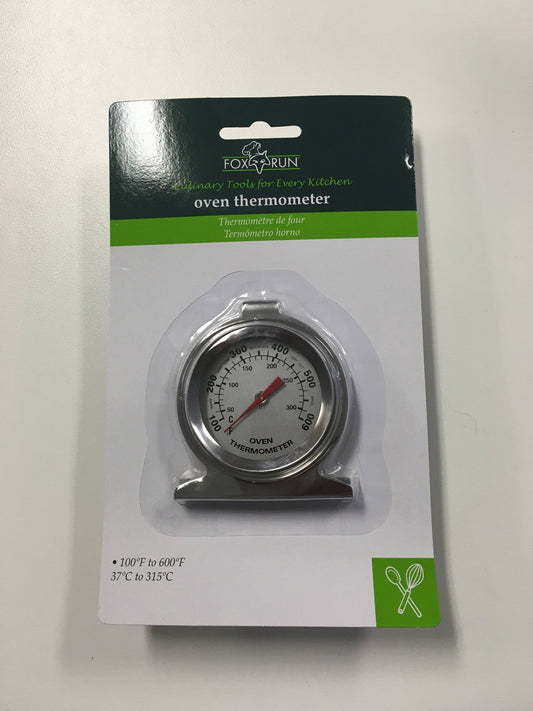 FOX RUN
Culinary Tools for Every Kitchen
oven thermometer
Thermomètre de four
Termómetro horno
100 200 300 400 500 600
50 100 150 200 250 300
C
F
OVEN
THERMOMETER
• 100°F to 600°F
37°C to 315°C